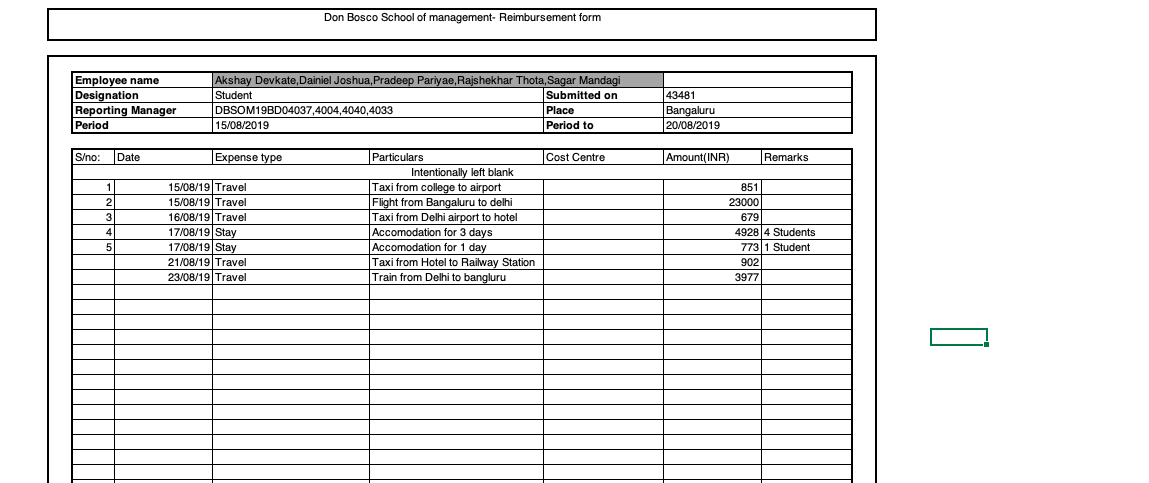 Don Bosco School of management- Reimbursement form
Employee name Akshay Devkate,Dainiel Joshua,Pradeep Pariyae,Rajshekhar Thota,Sagar Mandagi
Designation Student Submitted on 43481
Reporting Manager DBSOM19BD04037,4004,4040,4033 Place Bangaluru
Period 15/08/2019 Period to 20/08/2019
S/no: Date Expense type Particulars Cost Centre Amount(INR) Remarks
Intentionally left blank
1 15/08/19 Travel Taxi from college to airport 851
2 15/08/19 Travel Flight from Bangaluru to delhi 23000
3 16/08/19 Travel Taxi from Delhi airport to hotel 679
4 17/08/19 Stay Accomodation for 3 days 4928 4 Students
5 17/08/19 Stay Accomodation for 1 day 773 1 Student
21/08/19 Travel Taxi from Hotel to Railway Station 902
23/08/19 Travel Train from Delhi to bangluru 3977